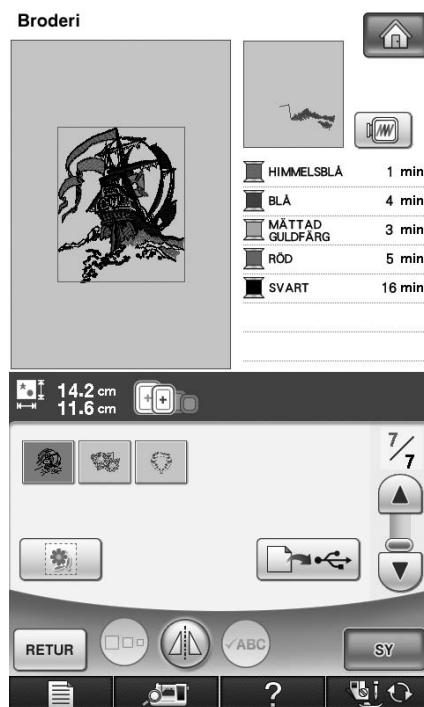 Broderi
HIMMELSBLÅ 1 min
BLÅ 4 min
MÄTTAD
GULDFÄRG 3 min
RÖD 5 min
SVART 16 min
14.2 cm
11.6 cm
7/7
RETUR
✓ABC
SY
?